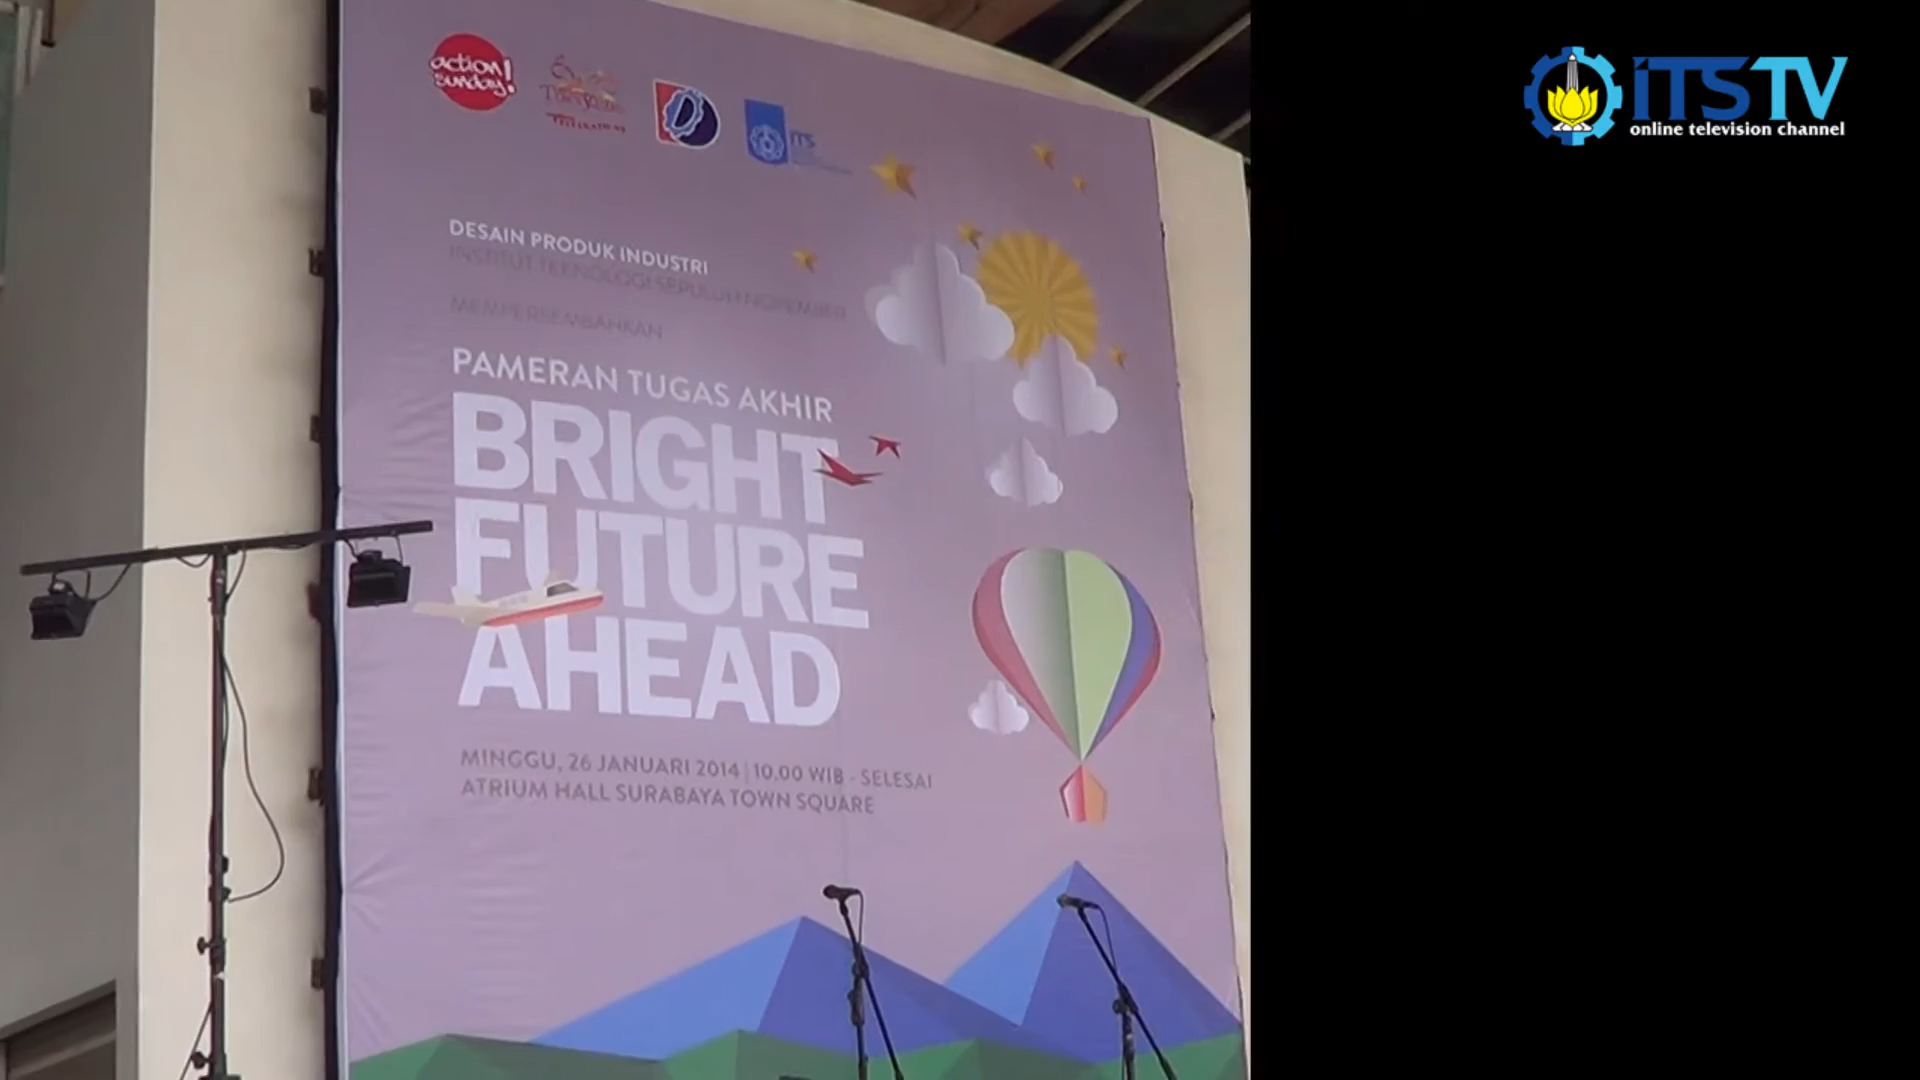 action!
sunday!
ITS
DESAIN PRODUK INDUSTRI
INSTITUT TEKNOLOGI SEPULUH NOPEMBER
MEMPERSEMBAHKAN
PAMERAN TUGAS AKHIR
BRIGHT
FUTURE
AHEAD
MINGGU, 26 JANUARI 2014 | 10.00 WIB - SELESAI
ATRIUM HALL SURABAYA TOWN SQUARE
iTS TV
online television channel